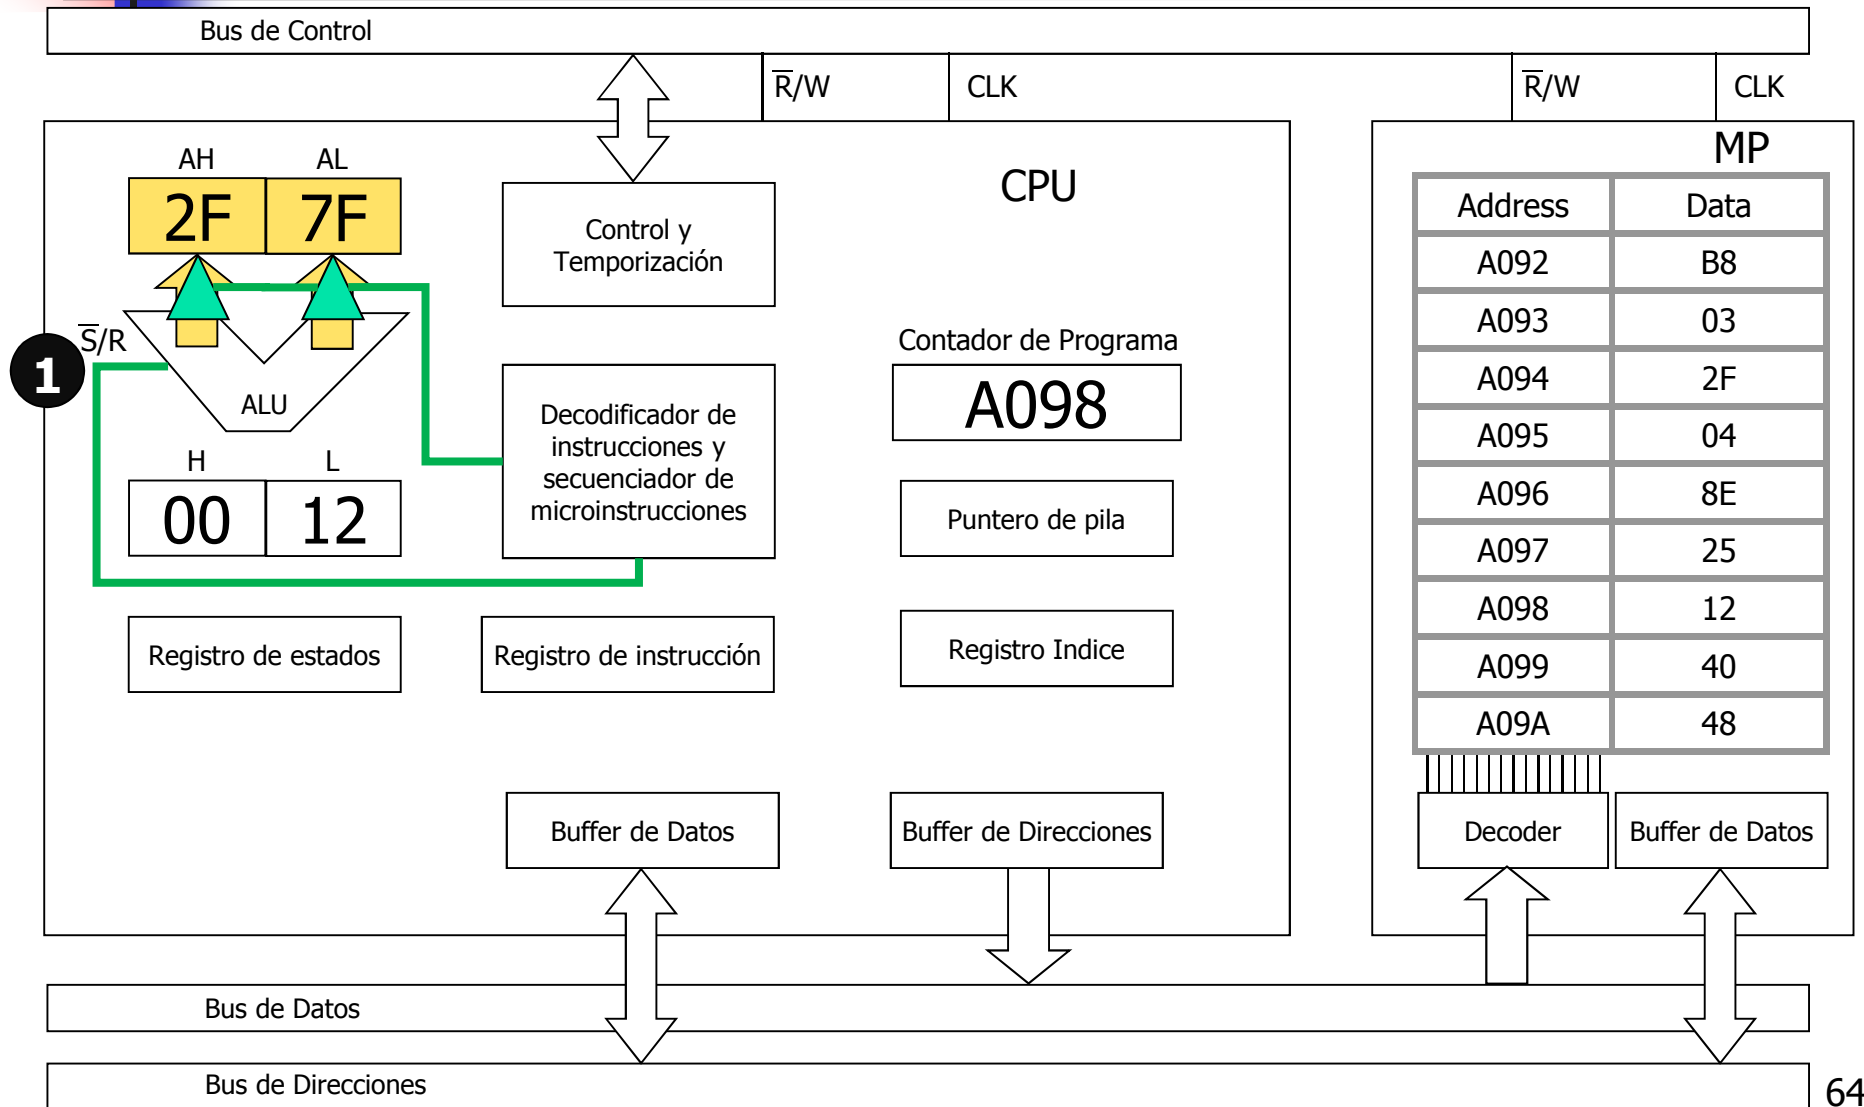 Bus de Control
R/W
CLK
R/W
CLK
AH
AL
2F
7F
S/R
1
ALU
H
L
00
12
Control y
Temporización
CPU
Decodificador de
instrucciones y
secuenciador de
microinstrucciones
Contador de Programa
A098
Puntero de pila
Registro Indice
Registro de estados
Registro de instrucción
Buffer de Datos
Buffer de Direcciones
MP
Address Data
A092 B8
A093 03
A094 2F
A095 04
A096 8E
A097 25
A098 12
A099 40
A09A 48
Decoder
Buffer de Datos
Bus de Datos
Bus de Direcciones
64